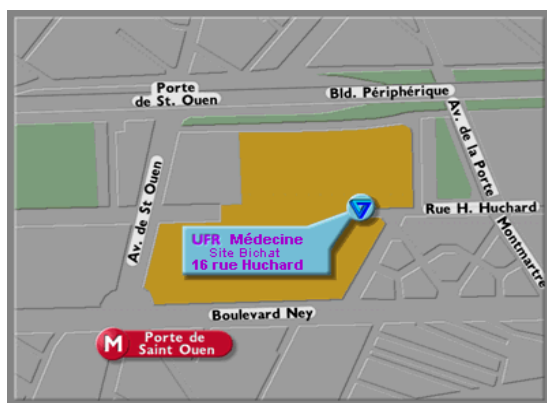 Porte
de St. Ouen
Bld. Périphérique
Av. de la Porte
Montmartre
Av. de St Ouen
Rue H. Huchard
UFR Médecine
Site Bichat
16 rue Huchard
Boulevard Ney
M
Porte de
Saint Ouen